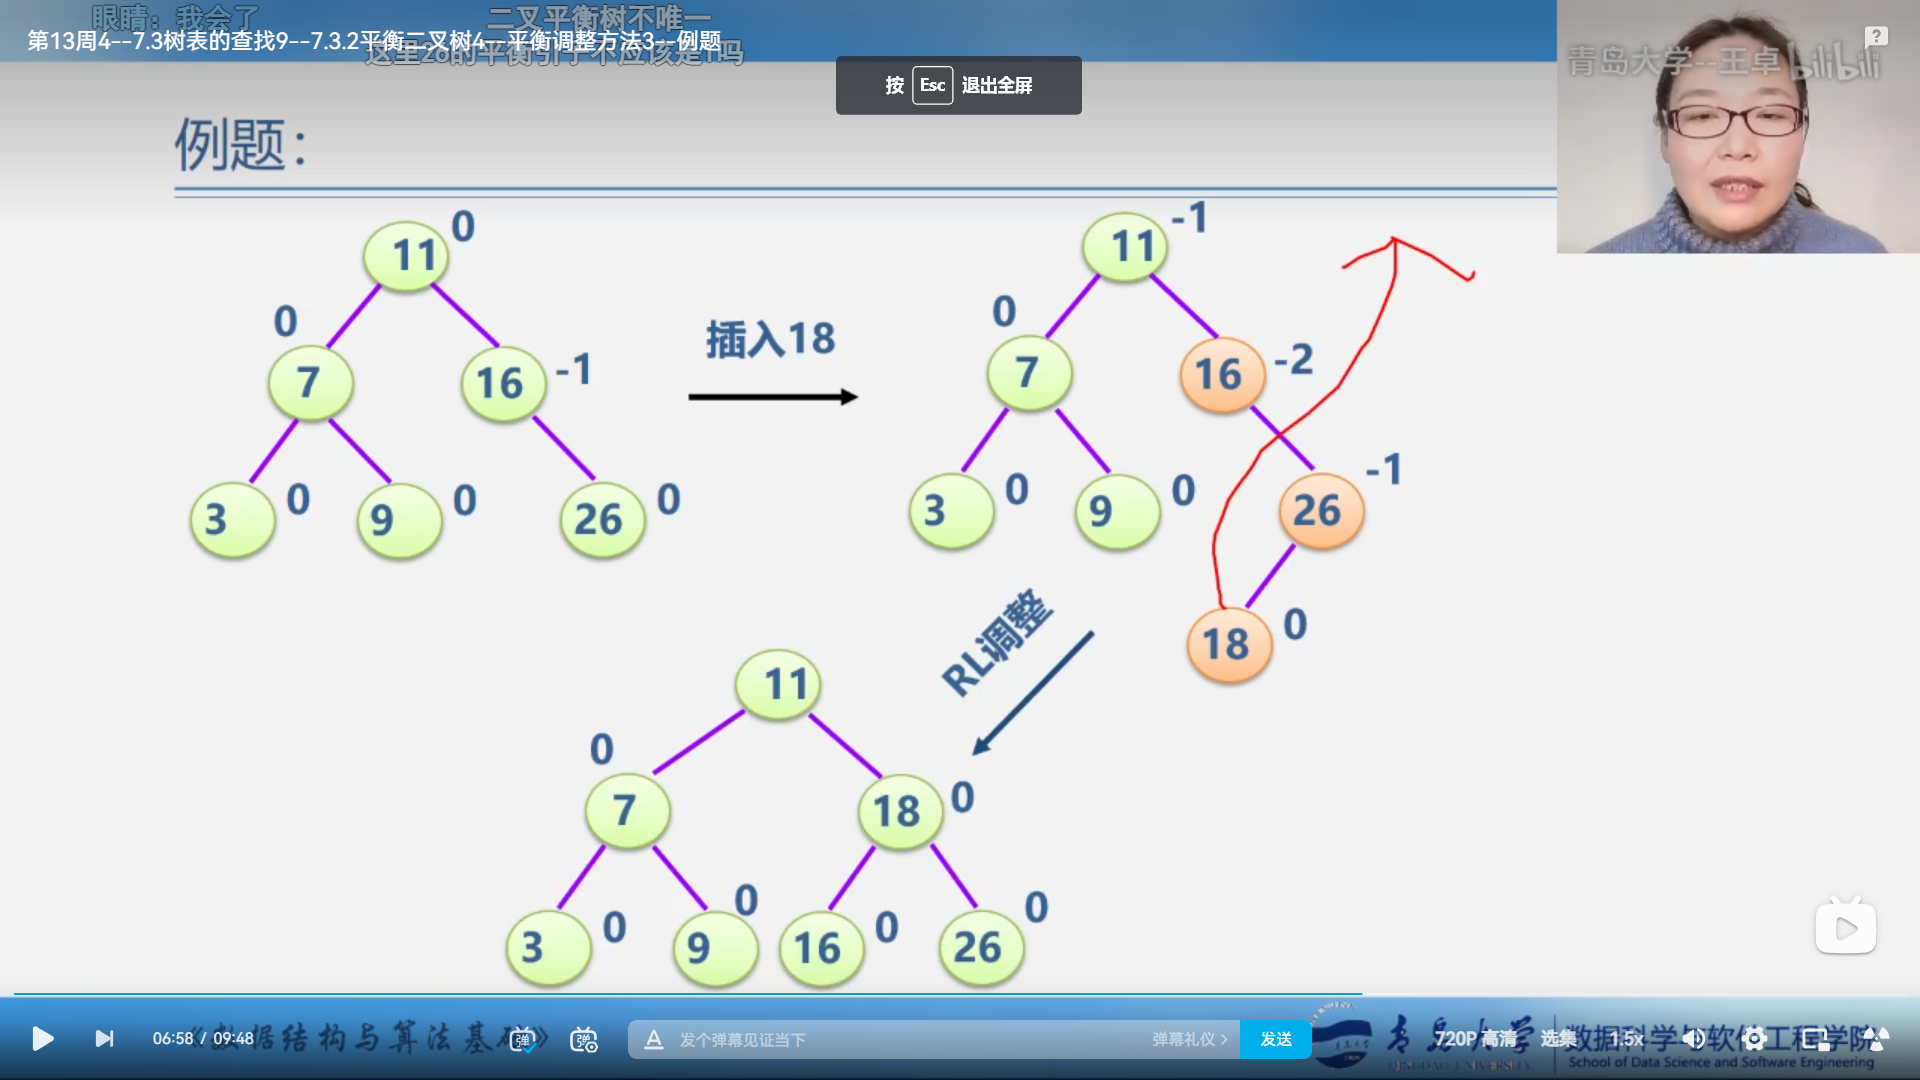 眼睛：我会了
二叉平衡树不唯一
第13周4--7.3树表的查找9--7.3.2平衡二叉树4--平衡调整方法3--例题
这里26的平衡引子不应该是1吗
按 Esc 退出全屏
青岛大学--王卓 bilibili
例题：
11 0
0
7
16 -1
3 0
9 0
26 0
插入18
11 -1
0
7
16 -2
3 0
9 0
26 -1
18 0
RL调整
11
0
7
18 0
3 0
9 0
16 0
26 0
06:58 / 09:48
《数据结构与算法基础》
发个弹幕见证当下
弹幕礼仪
发送
青岛大学
QINGDAO UNIVERSITY
720P 高清
选集
1.5x
数据科学与软件工程学院
School of Data Science and Software Engineering